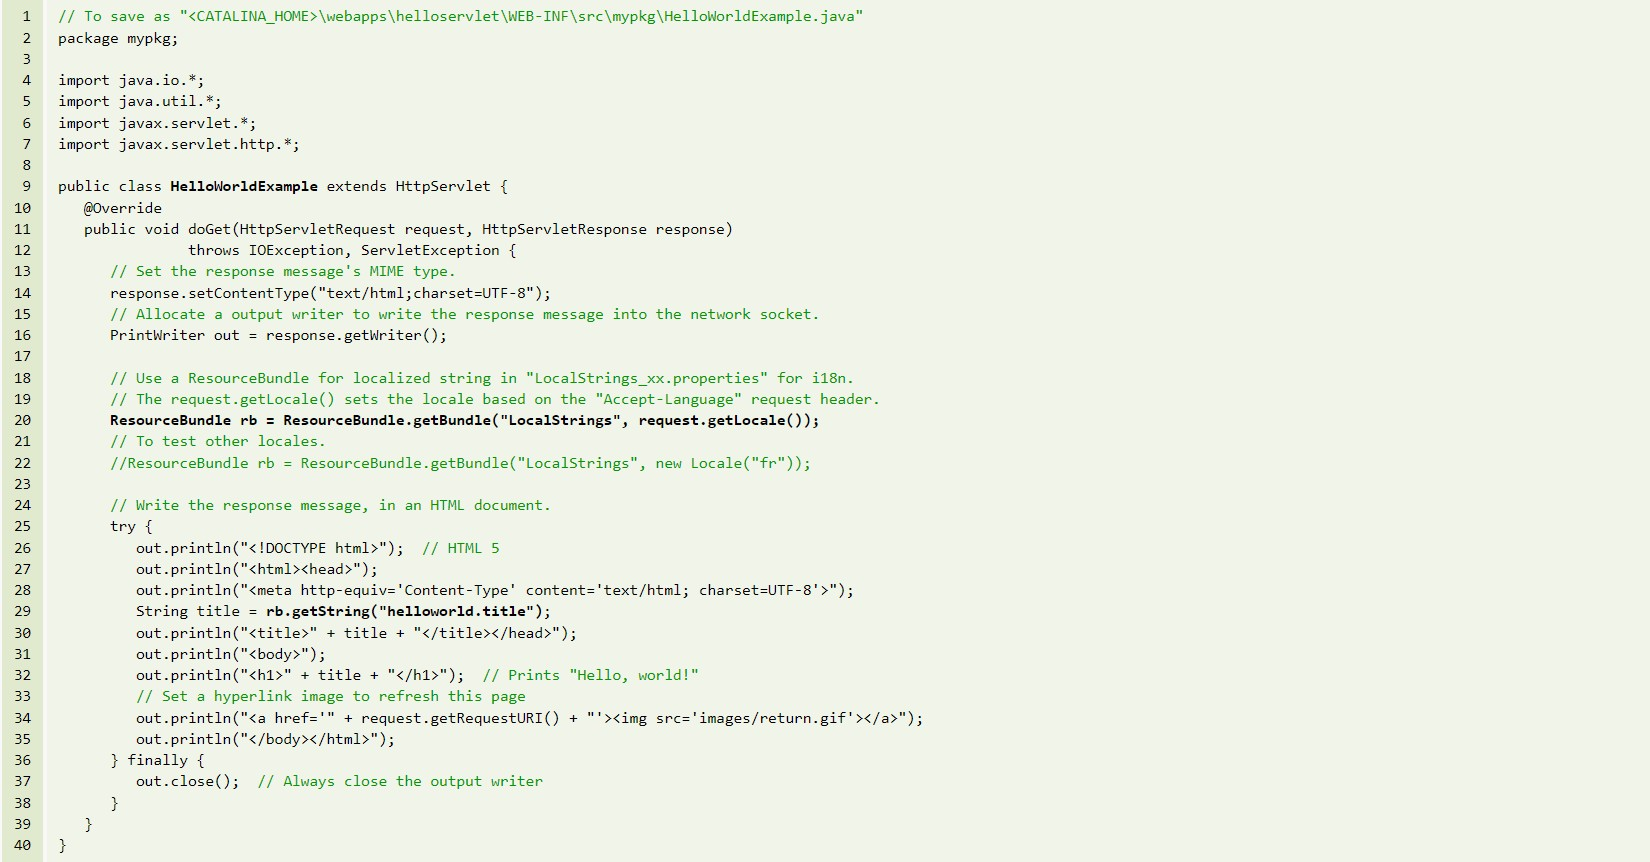 1 // To save as "<CATALINA_HOME>\webapps\helloservlet\WEB-INF\src\mypkg\HelloWorldExample.java"
2 package mypkg;
3
4 import java.io.*;
5 import java.util.*;
6 import javax.servlet.*;
7 import javax.servlet.http.*;
8
9 public class HelloWorldExample extends HttpServlet {
10    @Override
11    public void doGet(HttpServletRequest request, HttpServletResponse response)
12                throws IOException, ServletException {
13       // Set the response message's MIME type.
14       response.setContentType("text/html;charset=UTF-8");
15       // Allocate a output writer to write the response message into the network socket.
16       PrintWriter out = response.getWriter();
17
18       // Use a ResourceBundle for localized string in "LocalStrings_xx.properties" for i18n.
19       // The request.getLocale() sets the locale based on the "Accept-Language" request header.
20       ResourceBundle rb = ResourceBundle.getBundle("LocalStrings", request.getLocale());
21       // To test other locales.
22       //ResourceBundle rb = ResourceBundle.getBundle("LocalStrings", new Locale("fr"));
23
24       // Write the response message, in an HTML document.
25       try {
26          out.println("<!DOCTYPE html>");  // HTML 5
27          out.println("<html><head>");
28          out.println("<meta http-equiv='Content-Type' content='text/html; charset=UTF-8'>");
29          String title = rb.getString("helloworld.title");
30          out.println("<title>" + title + "</title></head>");
31          out.println("<body>");
32          out.println("<h1>" + title + "</h1>");  // Prints "Hello, world!"
33          // Set a hyperlink image to refresh this page
34          out.println("<a href='" + request.getRequestURI() + "'><img src='images/return.gif'></a>");
35          out.println("</body></html>");
36       } finally {
37          out.close();  // Always close the output writer
38       }
39    }
40 }